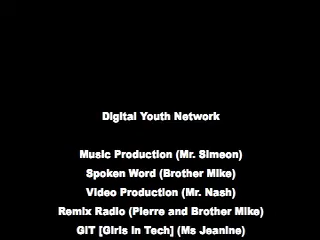 Digital Youth Network
Music Production (Mr. Simeon)
Spoken Word (Brother Mike)
Video Production (Mr. Nash)
Remix Radio (Pierre and Brother Mike)
GIT [Girls in Tech] (Ms Jeanine)